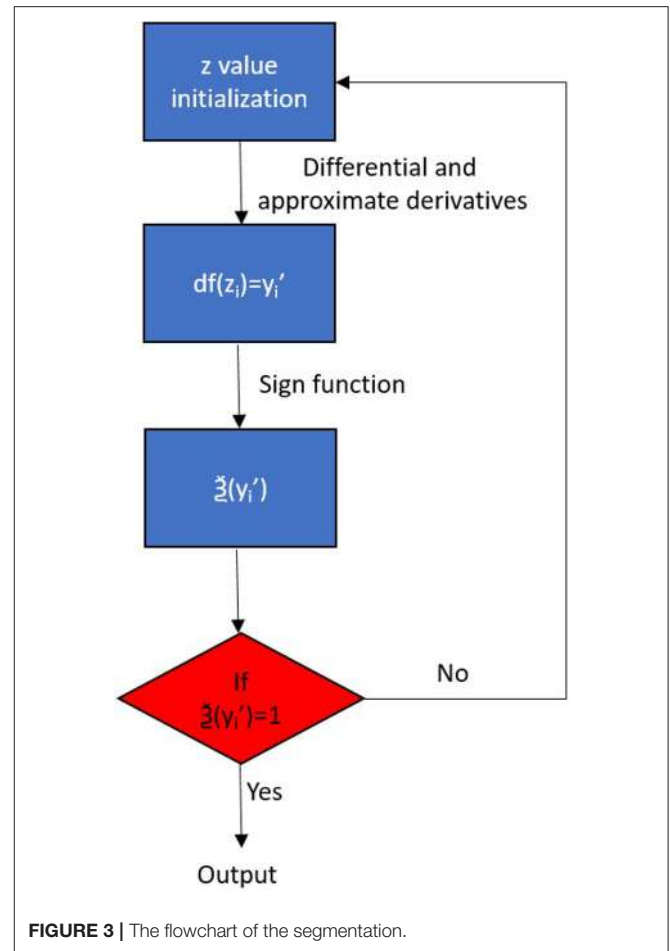 z value
initialization
Differential and
approximate derivatives
df(zᵢ)=yᵢ′
Sign function
ǯ̲(yᵢ′)
If
ǯ̲(yᵢ′)=1
No
Yes
Output
FIGURE 3 | The flowchart of the segmentation.